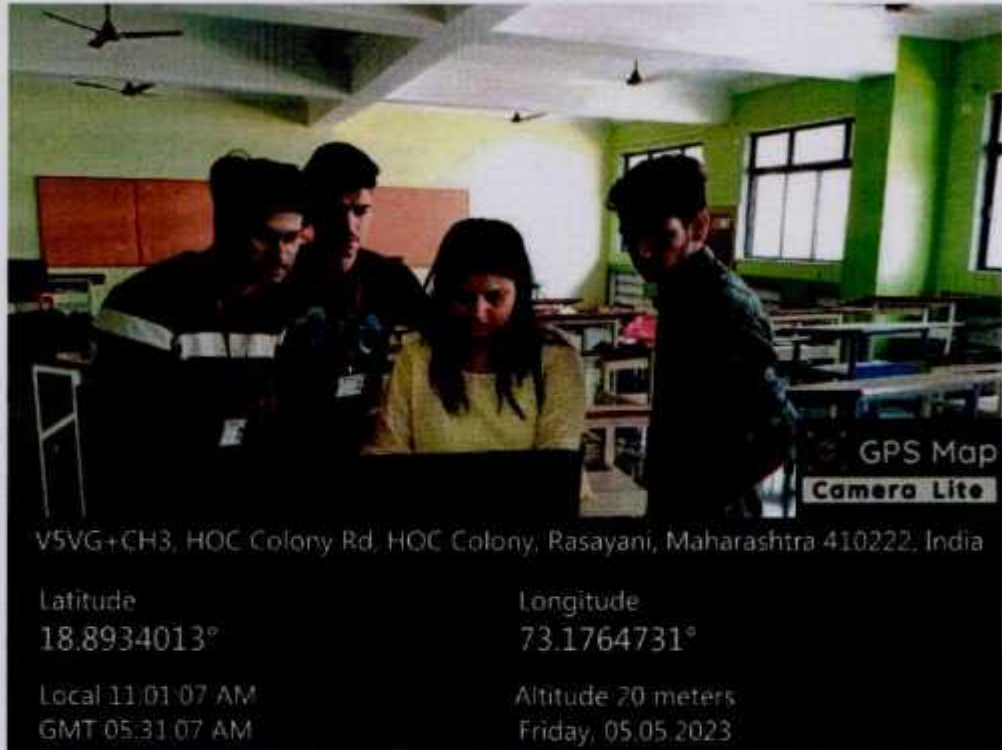 GPS Map
Camera Lite
V5VG+CH3, HOC Colony Rd, HOC Colony, Rasayani, Maharashtra 410222, India
Latitude
18.8934013°
Longitude
73.1764731°
Local 11:01:07 AM
GMT 05:31:07 AM
Altitude 20 meters
Friday, 05.05.2023